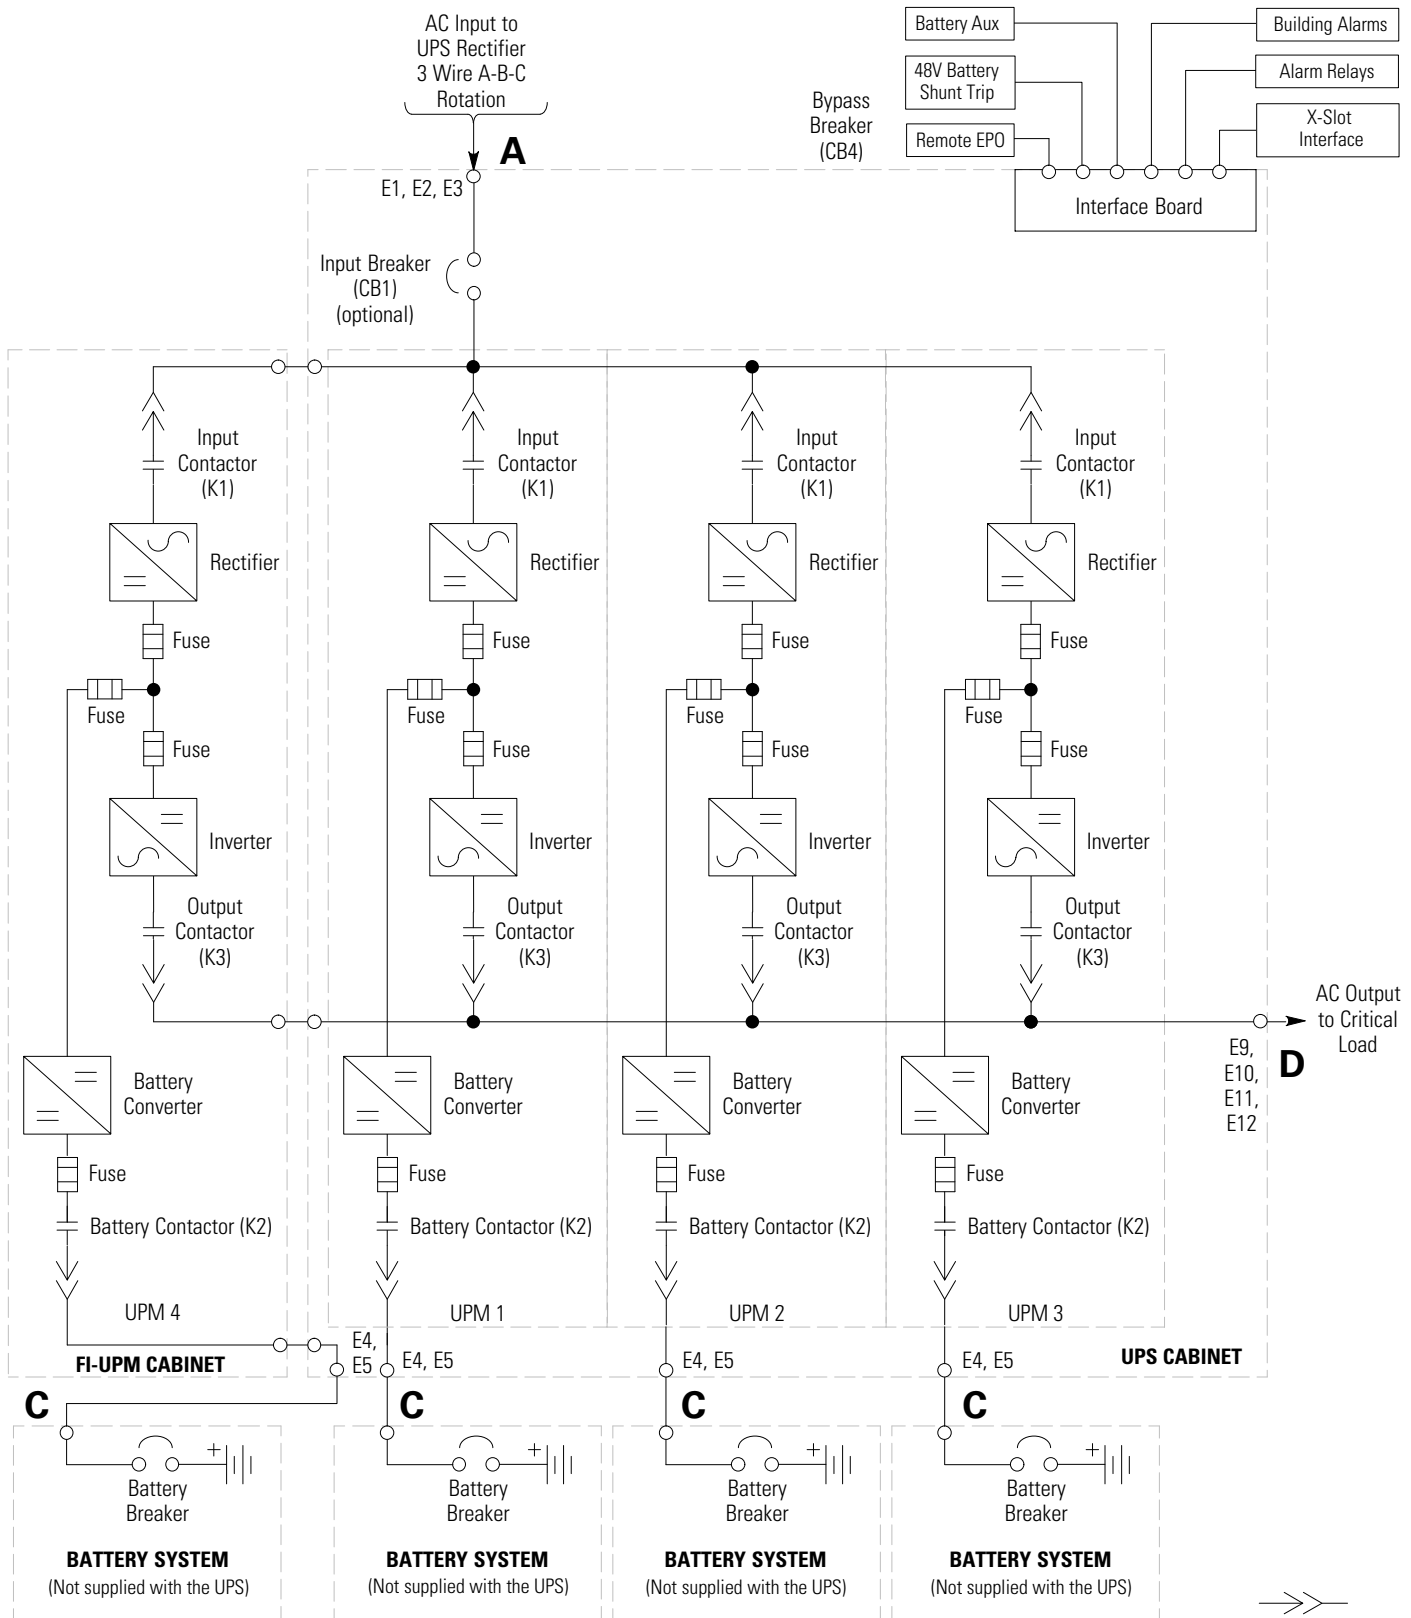 AC Input to
UPS Rectifier
3 Wire A-B-C
Rotation
A
E1, E2, E3
Bypass
Breaker
(CB4)
Battery Aux
48V Battery
Shunt Trip
Remote EPO
Building Alarms
Alarm Relays
X-Slot
Interface
Interface Board
Input Breaker
(CB1)
(optional)
Input
Contactor
(K1)
Input
Contactor
(K1)
Input
Contactor
(K1)
Input
Contactor
(K1)
Rectifier
Rectifier
Rectifier
Rectifier
Fuse
Fuse
Fuse
Fuse
Fuse
Fuse
Fuse
Fuse
Fuse
Fuse
Fuse
Fuse
Inverter
Inverter
Inverter
Inverter
Output
Contactor
(K3)
Output
Contactor
(K3)
Output
Contactor
(K3)
Output
Contactor
(K3)
AC Output
to Critical
Load
D
E9,
E10,
E11,
E12
Battery
Converter
Battery
Converter
Battery
Converter
Battery
Converter
Fuse
Fuse
Fuse
Fuse
Battery Contactor (K2)
Battery Contactor (K2)
Battery Contactor (K2)
Battery Contactor (K2)
UPM 4
UPM 1
UPM 2
UPM 3
FI-UPM CABINET
E4,
E5
E4, E5
E4, E5
E4, E5
UPS CABINET
C
C
C
C
+
+
+
+
Battery
Breaker
Battery
Breaker
Battery
Breaker
Battery
Breaker
BATTERY SYSTEM
(Not supplied with the UPS)
BATTERY SYSTEM
(Not supplied with the UPS)
BATTERY SYSTEM
(Not supplied with the UPS)
BATTERY SYSTEM
(Not supplied with the UPS)